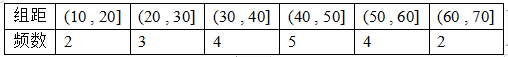 组距 (10 , 20] (20 , 30] (30 , 40] (40 , 50] (50 , 60] (60 , 70]
频数 2 3 4 5 4 2